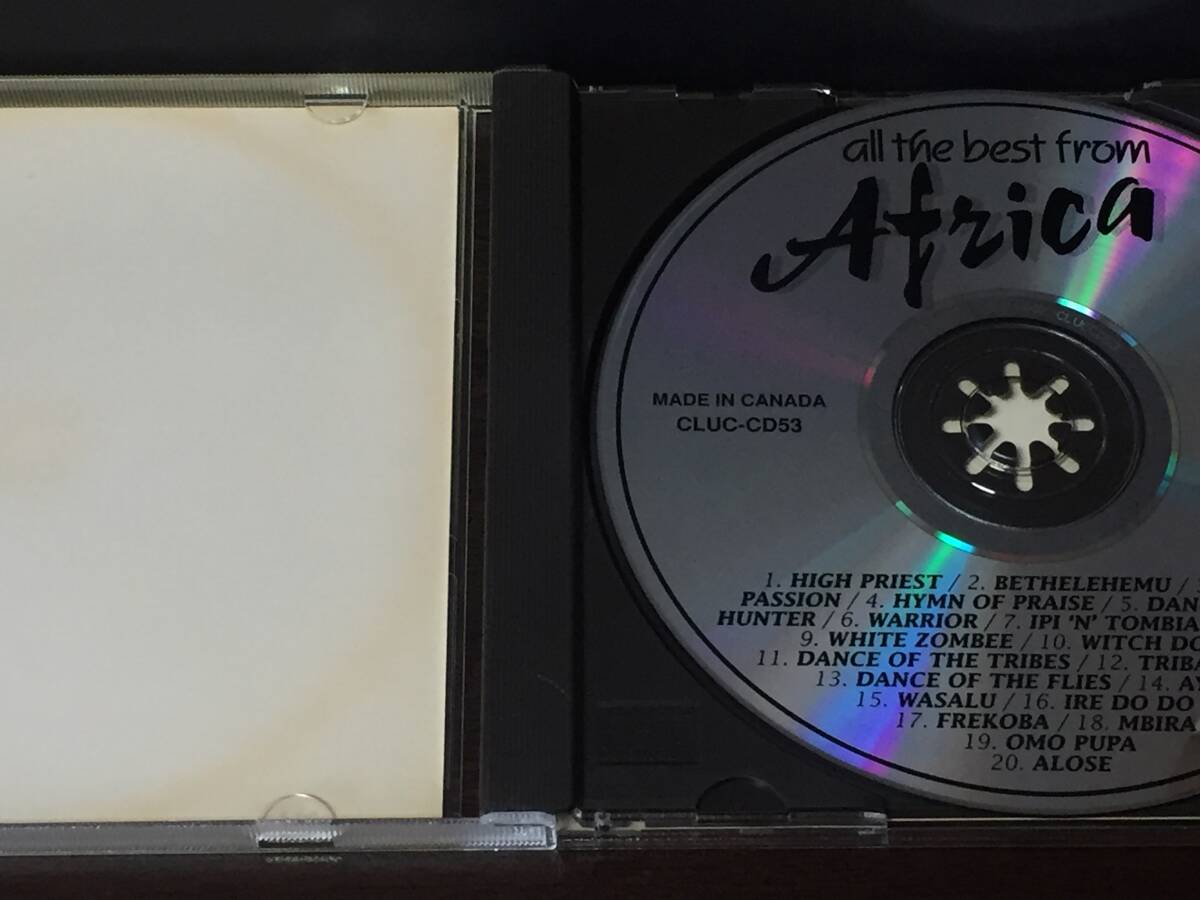 all the best from
Africa
CLUC
MADE IN CANADA
CLUC-CD53
1. HIGH PRIEST / 2. BETHELEHEMU /
PASSION / 4. HYMN OF PRAISE / 5.
HUNTER / 6. WARRIOR / 7. IPI 'N' TOMBIA
9. WHITE ZOMBEE / 10. WITCH
11. DANCE OF THE TRIBES / 12.
13. DANCE OF THE FLIES / 14.
15. WASALU / 16. IRE DO DO
17. FREKOBA / 18. MBIRA
19. OMO PUPA
20. ALOSE